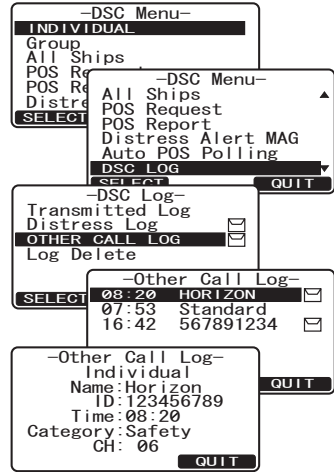 –DSC Menu–
INDIVIDUAL
Group
All Ships
POS Re
POS Re
Distre
SELECT
–DSC Menu–
All Ships
POS Request
POS Report
Distress Alert MAG
Auto POS Polling
DSC LOG
SELECT QUIT
–DSC Log–
Transmitted Log
Distress Log
OTHER CALL LOG
Log Delete
SELECT
–Other Call Log–
08:20 HORIZON
07:53 Standard
16:42 567891234
QUIT
–Other Call Log–
Individual
Name:Horizon
ID:123456789
Time:08:20
Category:Safety
CH: 06
QUIT